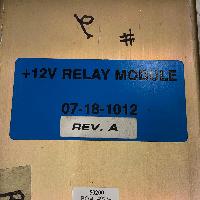 #
+12V RELAY MODULE
07-18-1012
REV. A